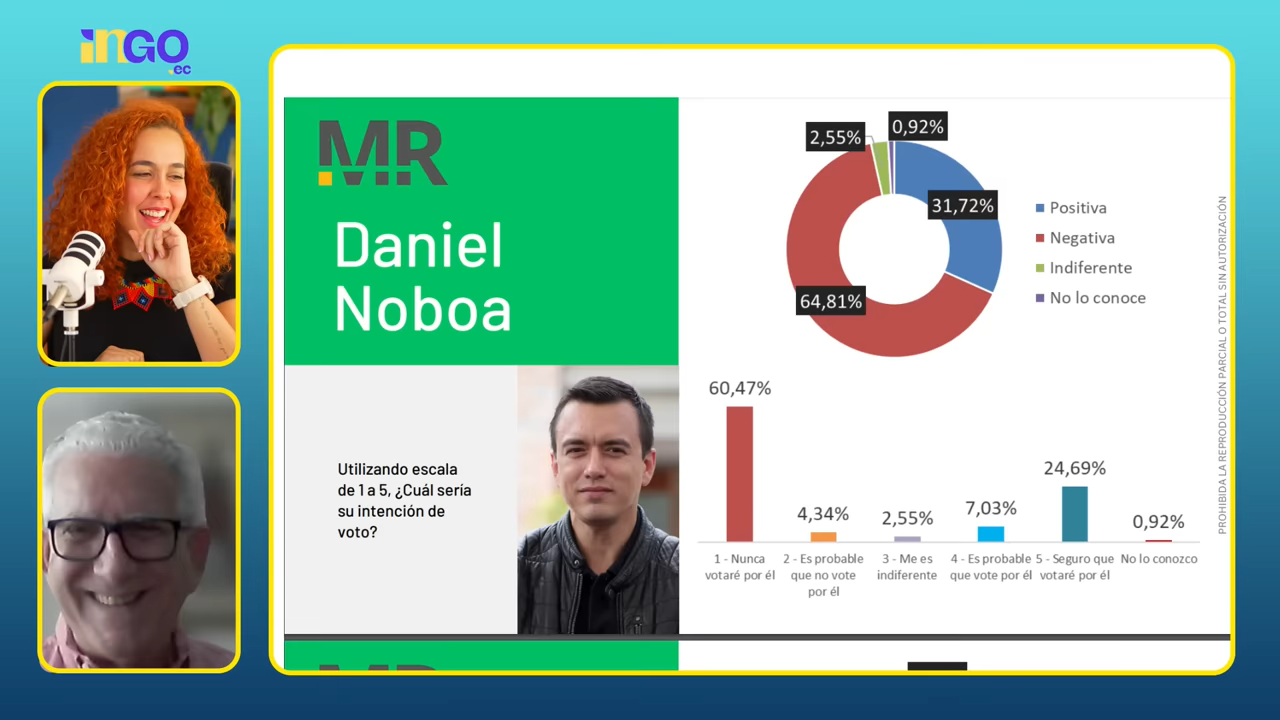 inGO
.ec
MR
Daniel
Noboa
Utilizando escala
de 1 a 5, ¿Cuál sería
su intención de
voto?
2,55%
0,92%
31,72%
64,81%
Positiva
Negativa
Indiferente
No lo conoce
60,47%
4,34%
2,55%
7,03%
24,69%
0,92%
1 - Nunca
votaré por él
2 - Es probable
que no vote
por él
3 - Me es
indiferente
4 - Es probable
que vote por él
5 - Seguro que
votaré por él
No lo conozco
PROHIBIDA LA REPRODUCCIÓN PARCIAL O TOTAL SIN AUTORIZACIÓN
MR